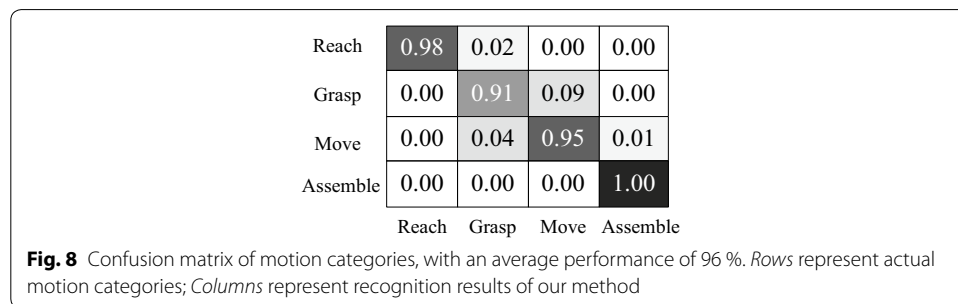 Reach 0.98 0.02 0.00 0.00
Grasp 0.00 0.91 0.09 0.00
Move 0.00 0.04 0.95 0.01
Assemble 0.00 0.00 0.00 1.00
Reach Grasp Move Assemble
Fig. 8 Confusion matrix of motion categories, with an average performance of 96 %. Rows represent actual
motion categories; Columns represent recognition results of our method